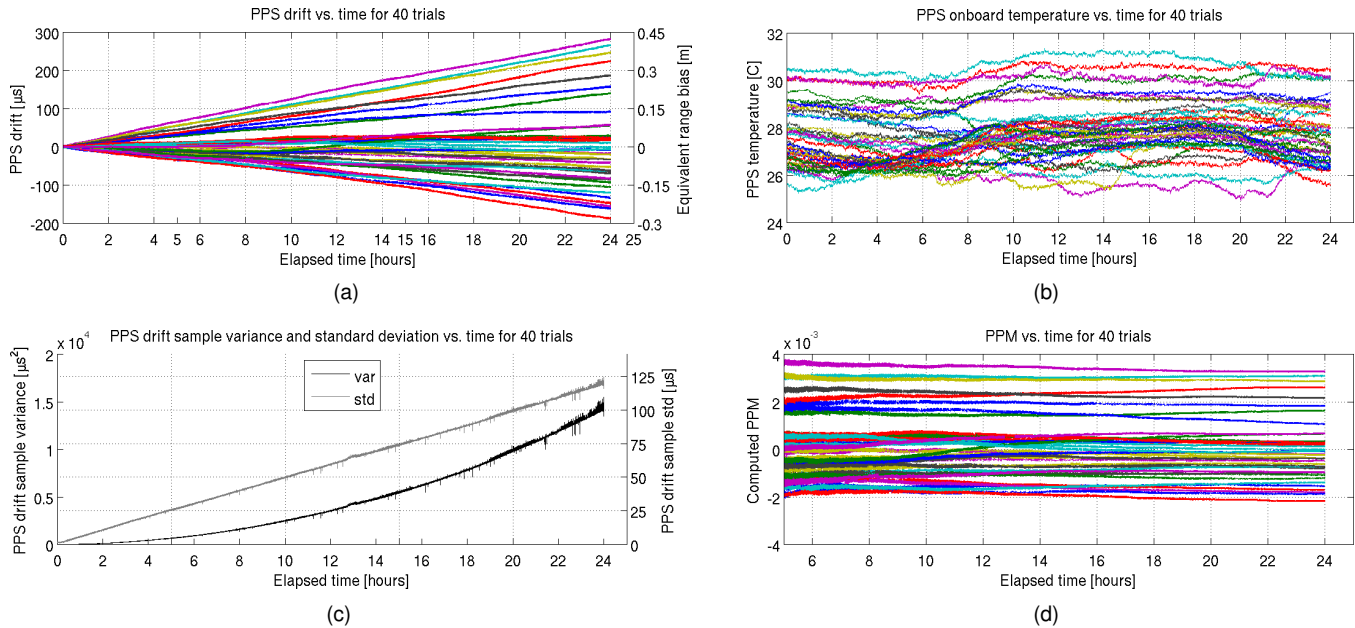 PPS drift vs. time for 40 trials
300
200
100
0
-100
-200
PPS drift [µs]
0.45
0.3
0.15
0
-0.15
-0.3
Equivalent range bias [m]
0 2 4 5 6 8 10 12 14 15 16 18 20 22 24 25
Elapsed time [hours]
(a)
PPS onboard temperature vs. time for 40 trials
32
30
28
26
24
PPS temperature [C]
0 2 4 6 8 10 12 14 16 18 20 22 24
Elapsed time [hours]
(b)
PPS drift sample variance and standard deviation vs. time for 40 trials
x 10⁴
2
1.5
1
0.5
0
PPS drift sample variance [µs²]
var
std
125
100
75
50
25
0
PPS drift sample std [µs]
0 2 4 6 8 10 12 14 16 18 20 22 24
Elapsed time [hours]
(c)
PPM vs. time for 40 trials
x 10⁻³
4
2
0
-2
-4
Computed PPM
6 8 10 12 14 16 18 20 22 24
Elapsed time [hours]
(d)